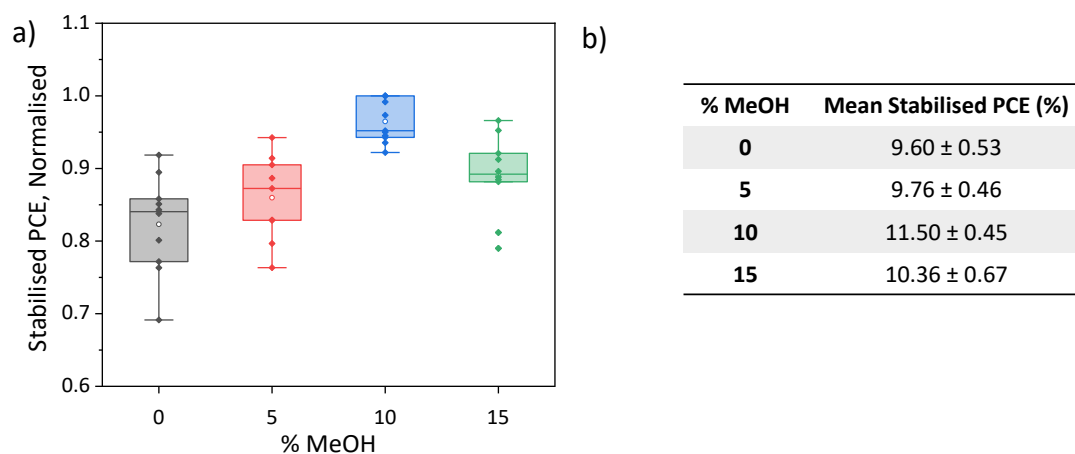 a)
Stabilised PCE, Normalised
1.1
1.0
0.9
0.8
0.7
0.6
0 5 10 15
% MeOH
b)
% MeOH Mean Stabilised PCE (%)
0 9.60 ± 0.53
5 9.76 ± 0.46
10 11.50 ± 0.45
15 10.36 ± 0.67